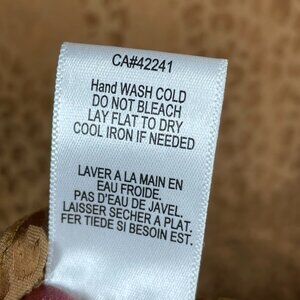 CA#42241
Hand WASH COLD
DO NOT BLEACH
LAY FLAT TO DRY
COOL IRON IF NEEDED
LAVER A LA MAIN EN
EAU FROIDE.
PAS D'EAU DE JAVEL.
LAISSER SECHER A PLAT.
FER TIEDE SI BESOIN EST.